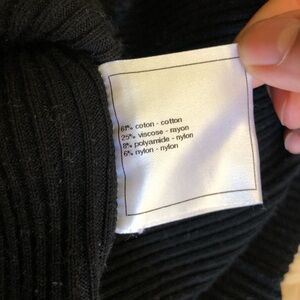 61% coton - cotton
25% viscose - rayon
8% polyamide - nylon
6% nylon - nylon